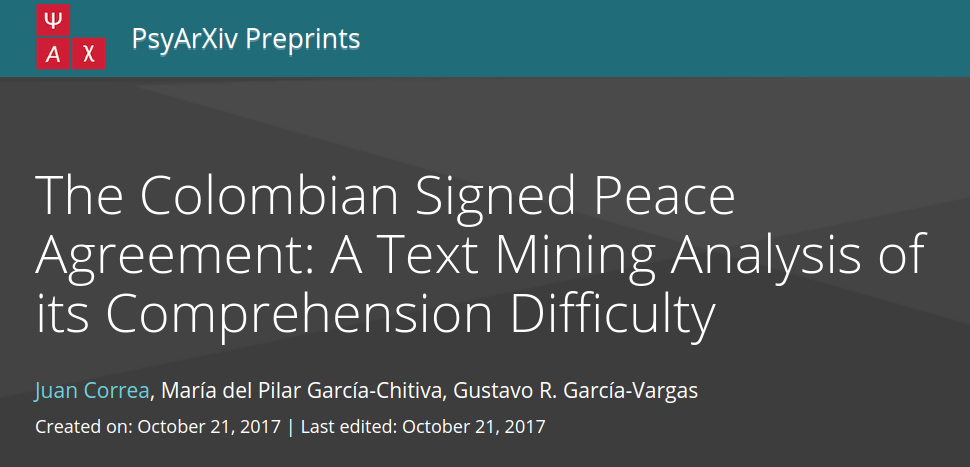 Ψ
Α χ
PsyArXiv Preprints
The Colombian Signed Peace
Agreement: A Text Mining Analysis of
its Comprehension Difficulty
Juan Correa, María del Pilar García-Chitiva, Gustavo R. García-Vargas
Created on: October 21, 2017 | Last edited: October 21, 2017